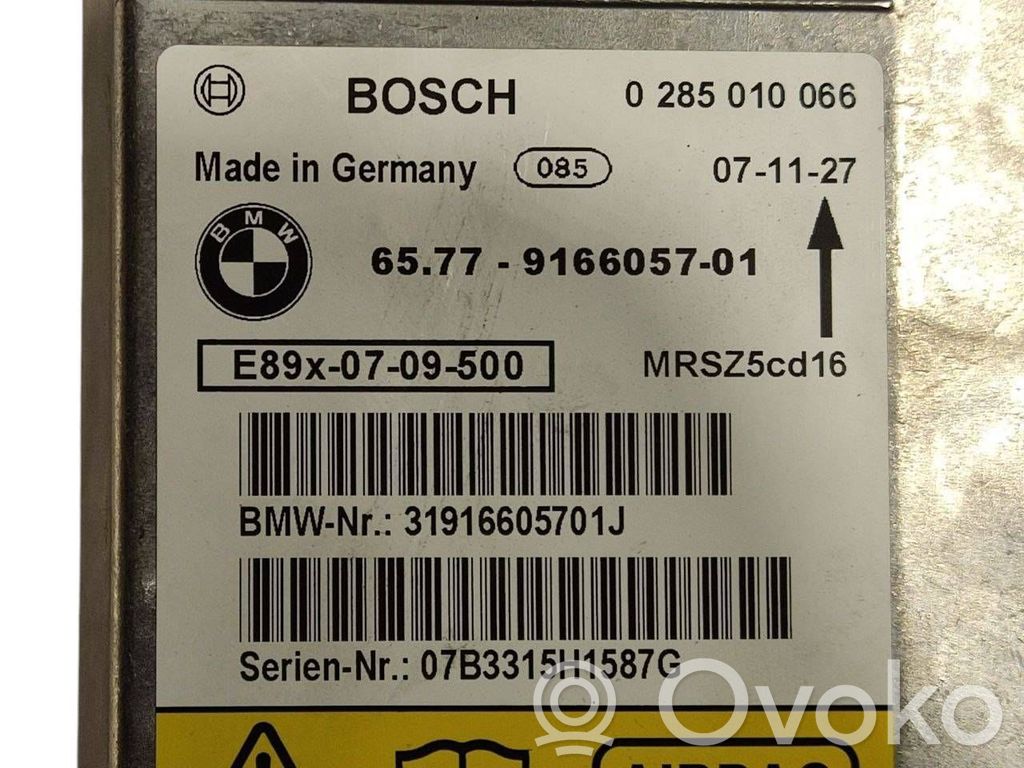 BOSCH 0 285 010 066
Made in Germany 085 07-11-27
BMW
65.77 - 9166057-01
E89x-07-09-500 MRSZ5cd16
BMW-Nr.: 31916605701J
Serien-Nr.: 07B3315H1587G
Ovoko
AIRBAG